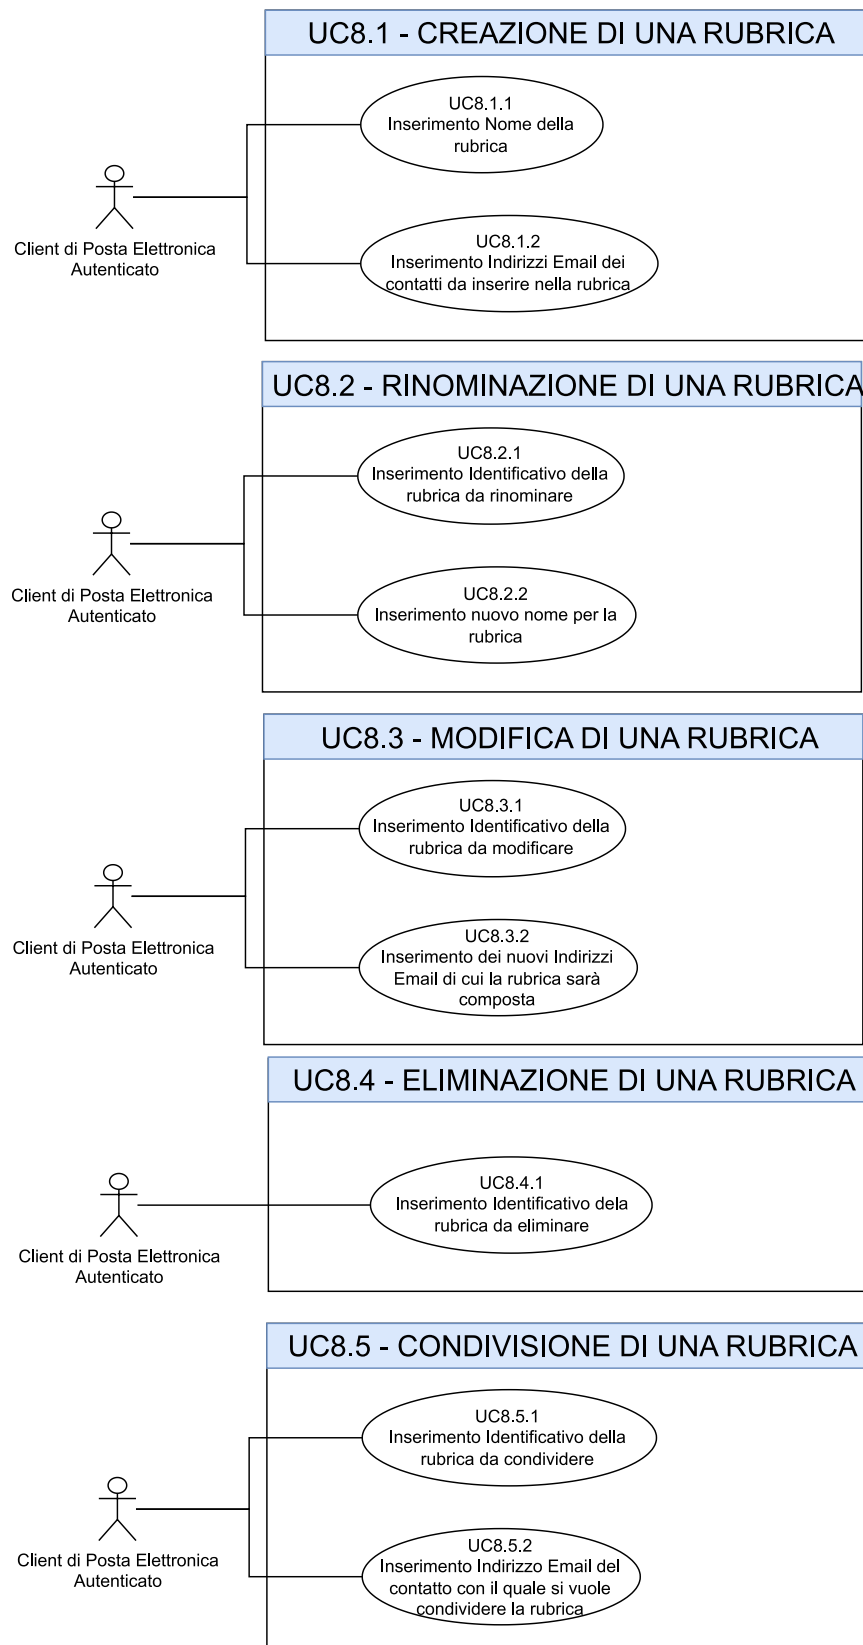 UC8.1 - CREAZIONE DI UNA RUBRICA
UC8.1.1
Inserimento Nome della
rubrica
Client di Posta Elettronica
Autenticato
UC8.1.2
Inserimento Indirizzi Email dei
contatti da inserire nella rubrica
UC8.2 - RINOMINAZIONE DI UNA RUBRICA
UC8.2.1
Inserimento Identificativo della
rubrica da rinominare
Client di Posta Elettronica
Autenticato
UC8.2.2
Inserimento nuovo nome per la
rubrica
UC8.3 - MODIFICA DI UNA RUBRICA
UC8.3.1
Inserimento Identificativo della
rubrica da modificare
Client di Posta Elettronica
Autenticato
UC8.3.2
Inserimento dei nuovi Indirizzi
Email di cui la rubrica sarà
composta
UC8.4 - ELIMINAZIONE DI UNA RUBRICA
UC8.4.1
Inserimento Identificativo dela
rubrica da eliminare
Client di Posta Elettronica
Autenticato
UC8.5 - CONDIVISIONE DI UNA RUBRICA
UC8.5.1
Inserimento Identificativo della
rubrica da condividere
Client di Posta Elettronica
Autenticato
UC8.5.2
Inserimento Indirizzo Email del
contatto con il quale si vuole
condividere la rubrica